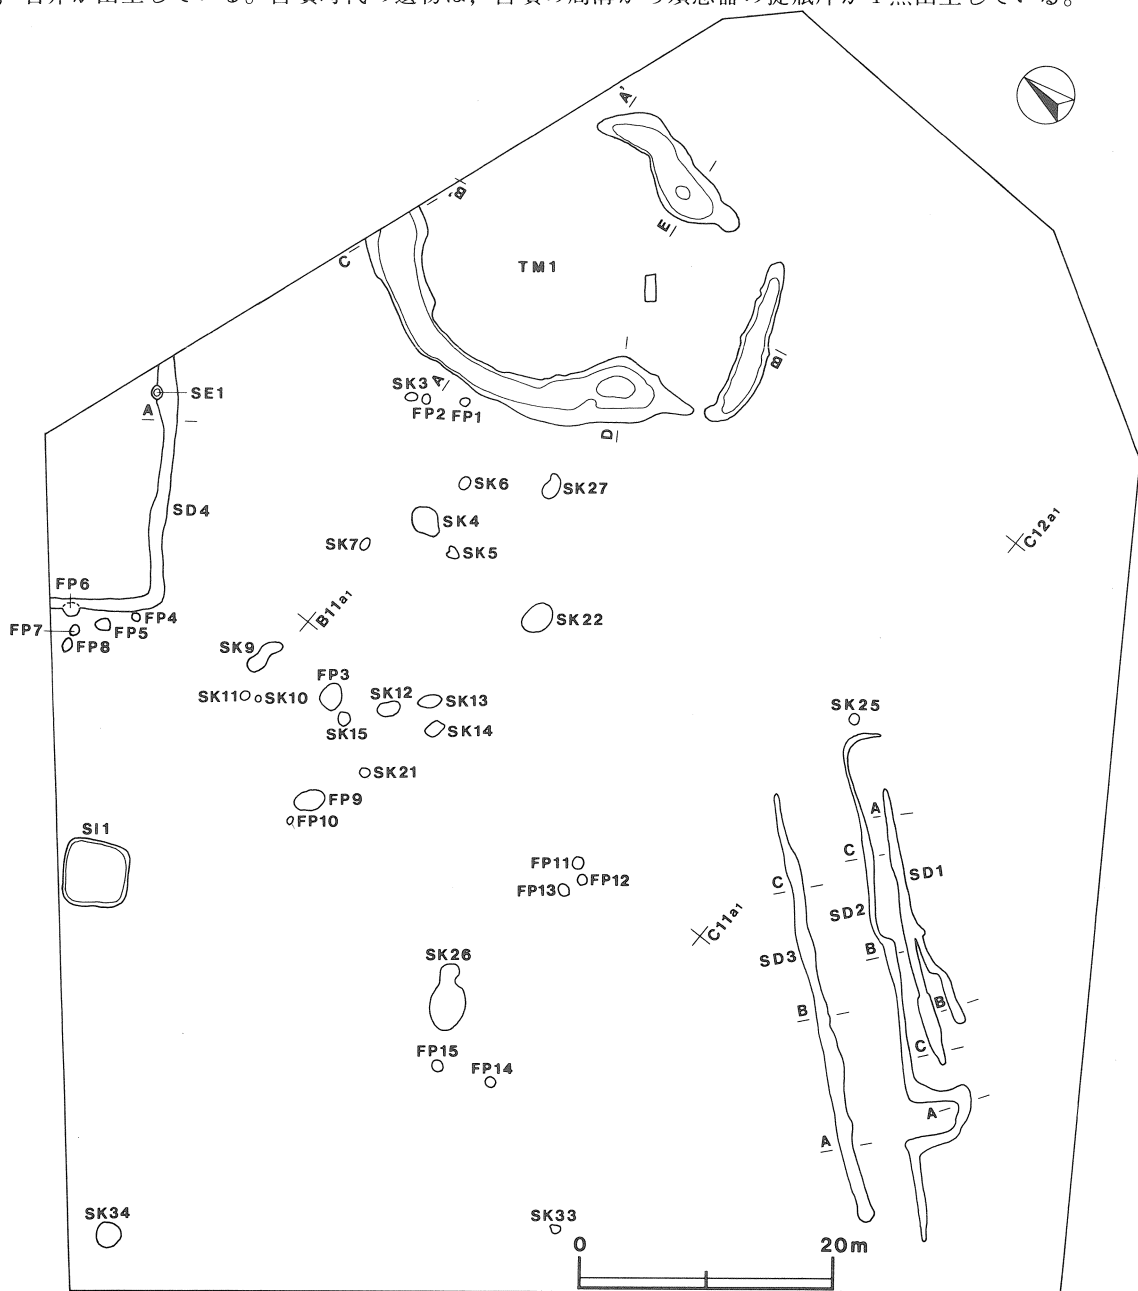 A'
B'
C
E
TM1
B
SK3
A
FP2
FP1
D
SE1
A
SD4
SK6
SK27
SK4
SK7
SK5
C12a1
FP6
FP4
FP5
FP7
FP8
B11a1
SK22
SK9
FP3
SK11
SK10
SK12
SK13
SK15
SK14
SK25
SK21
FP9
FP10
SI1
A
C
FP11
FP12
FP13
C
SD1
SD2
C11a1
B
SD3
SK26
B
B
C
FP15
FP14
A
A
SK34
SK33
0
20m